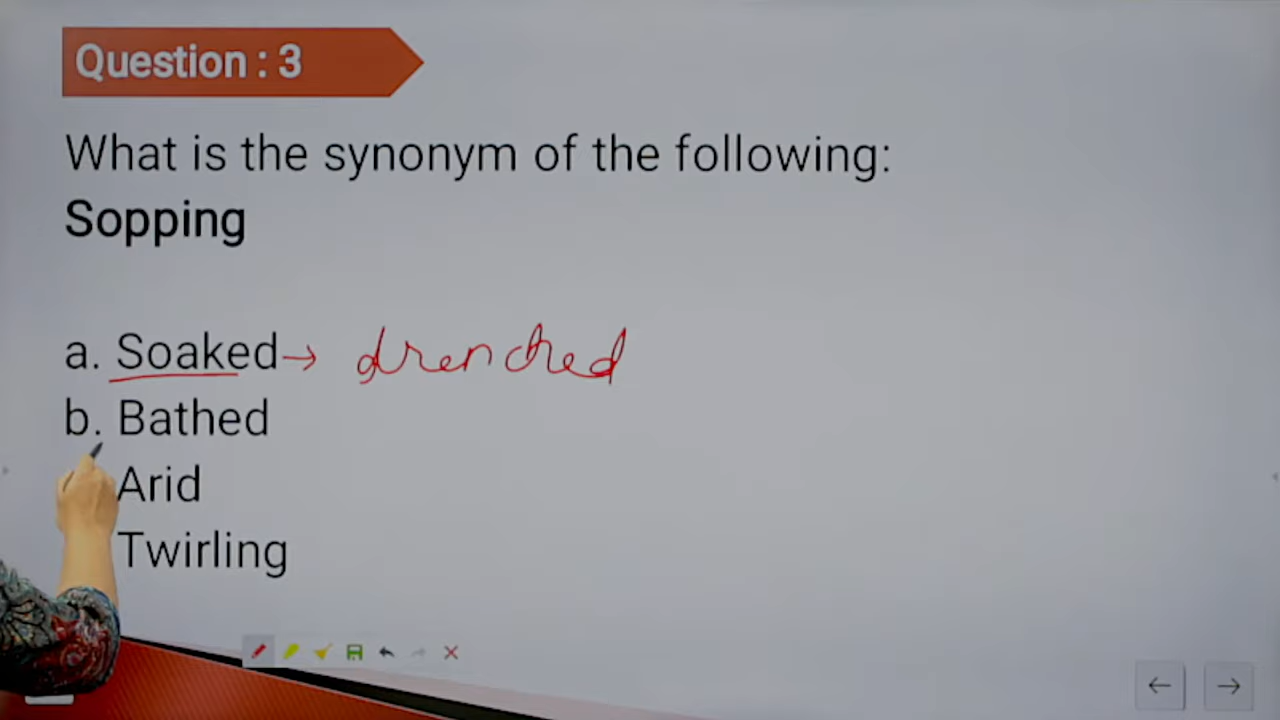 Question : 3
What is the synonym of the following:
Sopping
a. Soaked → drenched
b. Bathed
Arid
Twirling